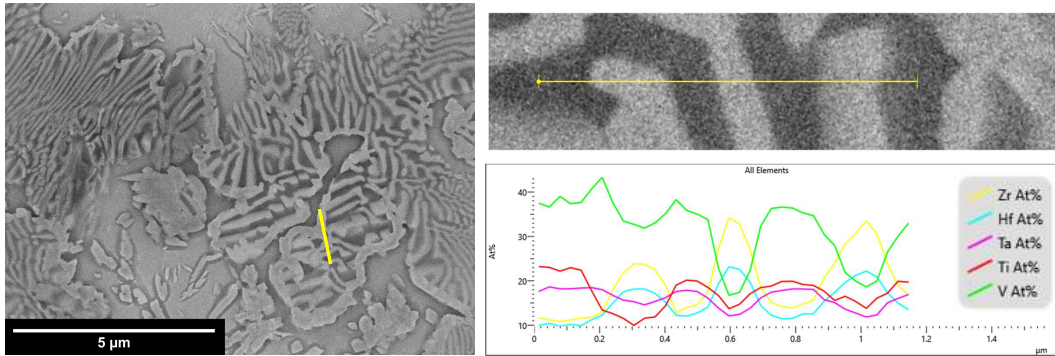 5 µm
All Elements
At%
40
30
20
10
0
0.2
0.4
0.6
0.8
1
1.2
1.4
µm
Zr At%
Hf At%
Ta At%
Ti At%
V At%